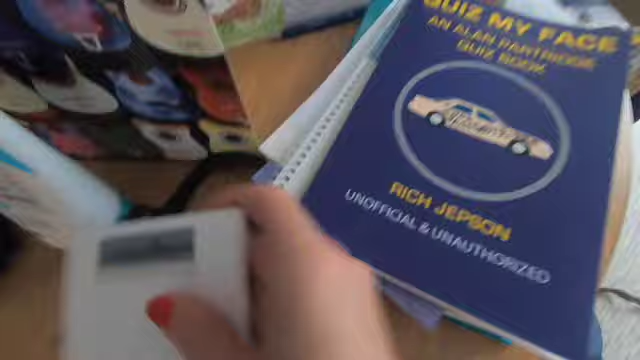 QUIZ MY FACE
AN ALAN PARTRIDGE
QUIZ BOOK
RICH JEPSON
UNOFFICIAL & UNAUTHORIZED